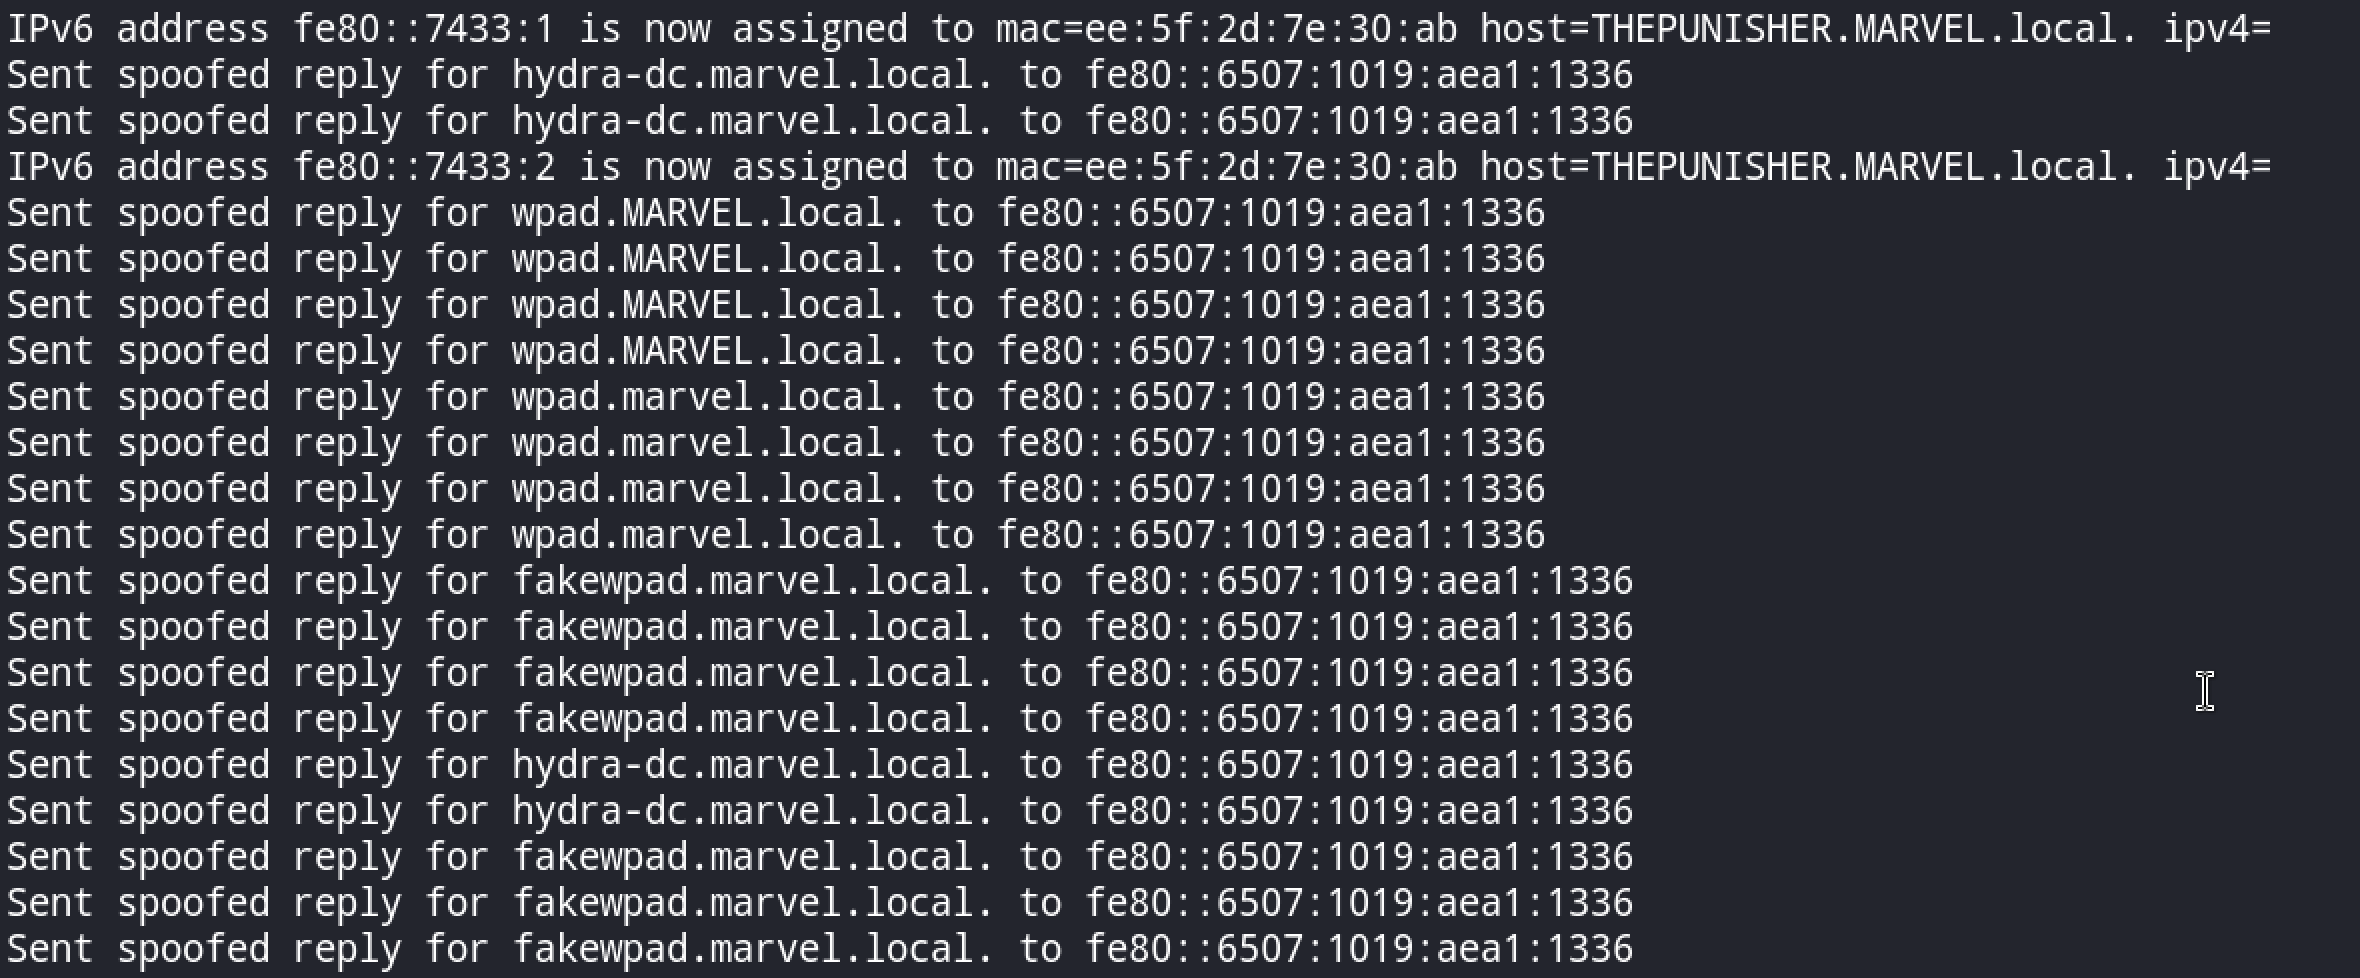 IPv6 address fe80::7433:1 is now assigned to mac=ee:5f:2d:7e:30:ab host=THEPUNISHER.MARVEL.local. ipv4=
Sent spoofed reply for hydra-dc.marvel.local. to fe80::6507:1019:aea1:1336
Sent spoofed reply for hydra-dc.marvel.local. to fe80::6507:1019:aea1:1336
IPv6 address fe80::7433:2 is now assigned to mac=ee:5f:2d:7e:30:ab host=THEPUNISHER.MARVEL.local. ipv4=
Sent spoofed reply for wpad.MARVEL.local. to fe80::6507:1019:aea1:1336
Sent spoofed reply for wpad.MARVEL.local. to fe80::6507:1019:aea1:1336
Sent spoofed reply for wpad.MARVEL.local. to fe80::6507:1019:aea1:1336
Sent spoofed reply for wpad.MARVEL.local. to fe80::6507:1019:aea1:1336
Sent spoofed reply for wpad.marvel.local. to fe80::6507:1019:aea1:1336
Sent spoofed reply for wpad.marvel.local. to fe80::6507:1019:aea1:1336
Sent spoofed reply for wpad.marvel.local. to fe80::6507:1019:aea1:1336
Sent spoofed reply for wpad.marvel.local. to fe80::6507:1019:aea1:1336
Sent spoofed reply for fakewpad.marvel.local. to fe80::6507:1019:aea1:1336
Sent spoofed reply for fakewpad.marvel.local. to fe80::6507:1019:aea1:1336
Sent spoofed reply for fakewpad.marvel.local. to fe80::6507:1019:aea1:1336
Sent spoofed reply for fakewpad.marvel.local. to fe80::6507:1019:aea1:1336
Sent spoofed reply for hydra-dc.marvel.local. to fe80::6507:1019:aea1:1336
Sent spoofed reply for hydra-dc.marvel.local. to fe80::6507:1019:aea1:1336
Sent spoofed reply for fakewpad.marvel.local. to fe80::6507:1019:aea1:1336
Sent spoofed reply for fakewpad.marvel.local. to fe80::6507:1019:aea1:1336
Sent spoofed reply for fakewpad.marvel.local. to fe80::6507:1019:aea1:1336